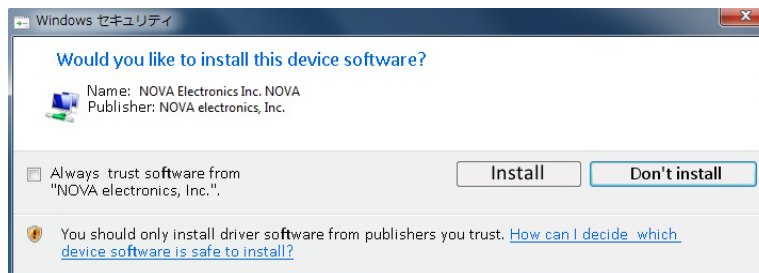 Windows セキュリティ
Would you like to install this device software?
Name: NOVA Electronics Inc. NOVA
Publisher: NOVA electronics, Inc.
Always trust software from
"NOVA electronics, Inc.".
Install
Don't install
You should only install driver software from publishers you trust. How can I decide which
device software is safe to install?